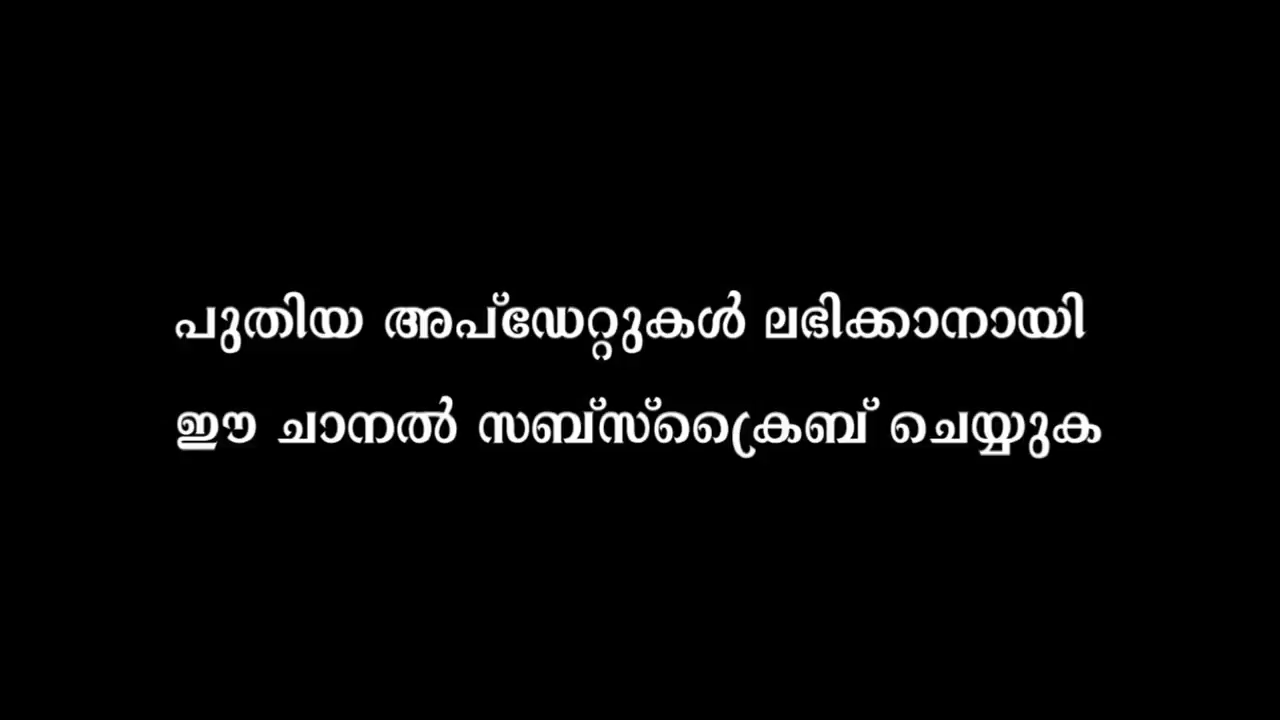 പുതിയ അപ്ഡേറ്റുകൾ ലഭിക്കാനായി
ഈ ചാനൽ സബ്സ്ക്രൈബ് ചെയ്യുക